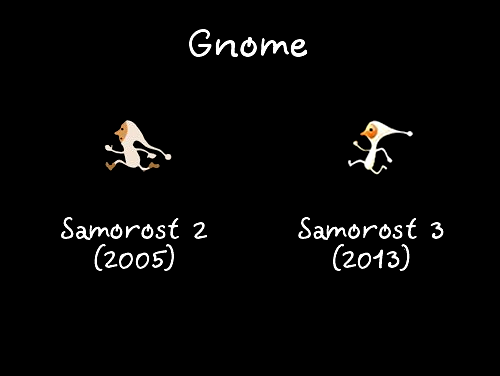 Gnome
Samorost 2
(2005)
Samorost 3
(2013)